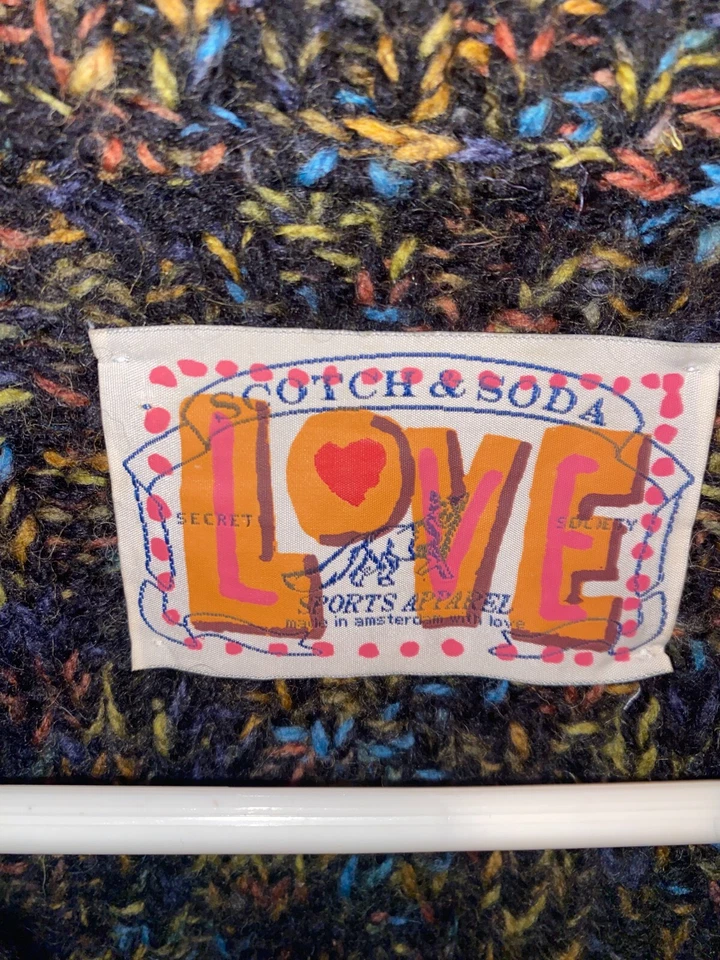 SCOTCH & SODA
LOVE
SECRET SOCIETY
SPORTS APPAREL
made in amsterdam with love